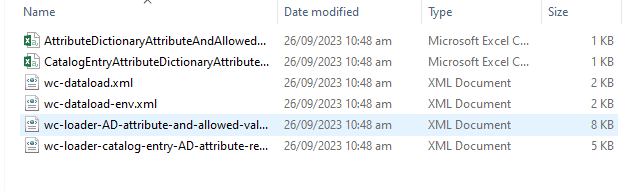 Name Date modified Type Size
AttributeDictionaryAttributeAndAllowed... 26/09/2023 10:48 am Microsoft Excel C... 1 KB
CatalogEntryAttributeDictionaryAttribute... 26/09/2023 10:48 am Microsoft Excel C... 1 KB
wc-dataload.xml 26/09/2023 10:48 am XML Document 2 KB
wc-dataload-env.xml 26/09/2023 10:48 am XML Document 2 KB
wc-loader-AD-attribute-and-allowed-val... 26/09/2023 10:48 am XML Document 8 KB
wc-loader-catalog-entry-AD-attribute-re... 26/09/2023 10:48 am XML Document 5 KB